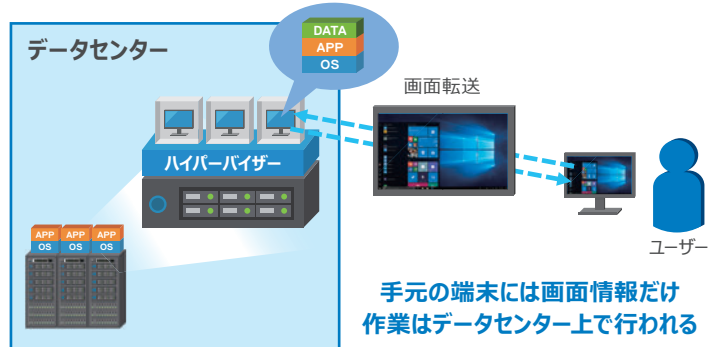 データセンター
DATA
APP
OS
画面転送
ハイパーバイザー
APP APP APP
OS OS OS
ユーザー
手元の端末には画面情報だけ
作業はデータセンター上で行われる